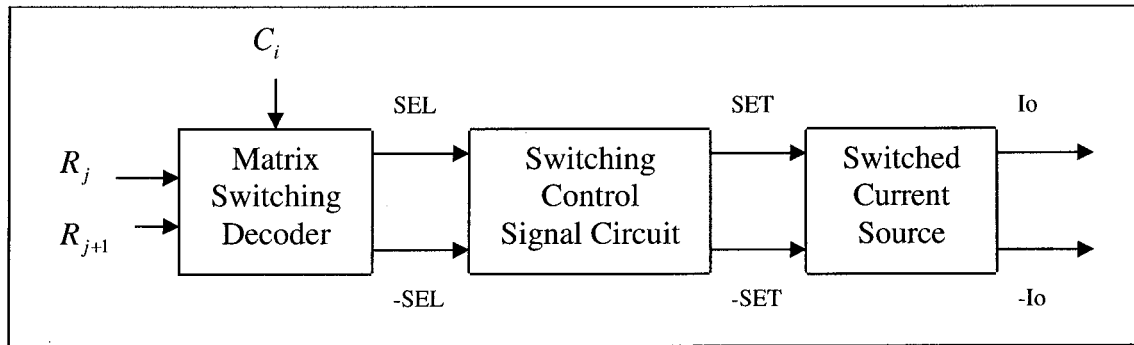 C_i
SEL
SET
Io
R_j
R_{j+1}
Matrix
Switching
Decoder
Switching
Control
Signal Circuit
Switched
Current
Source
-SEL
-SET
-Io